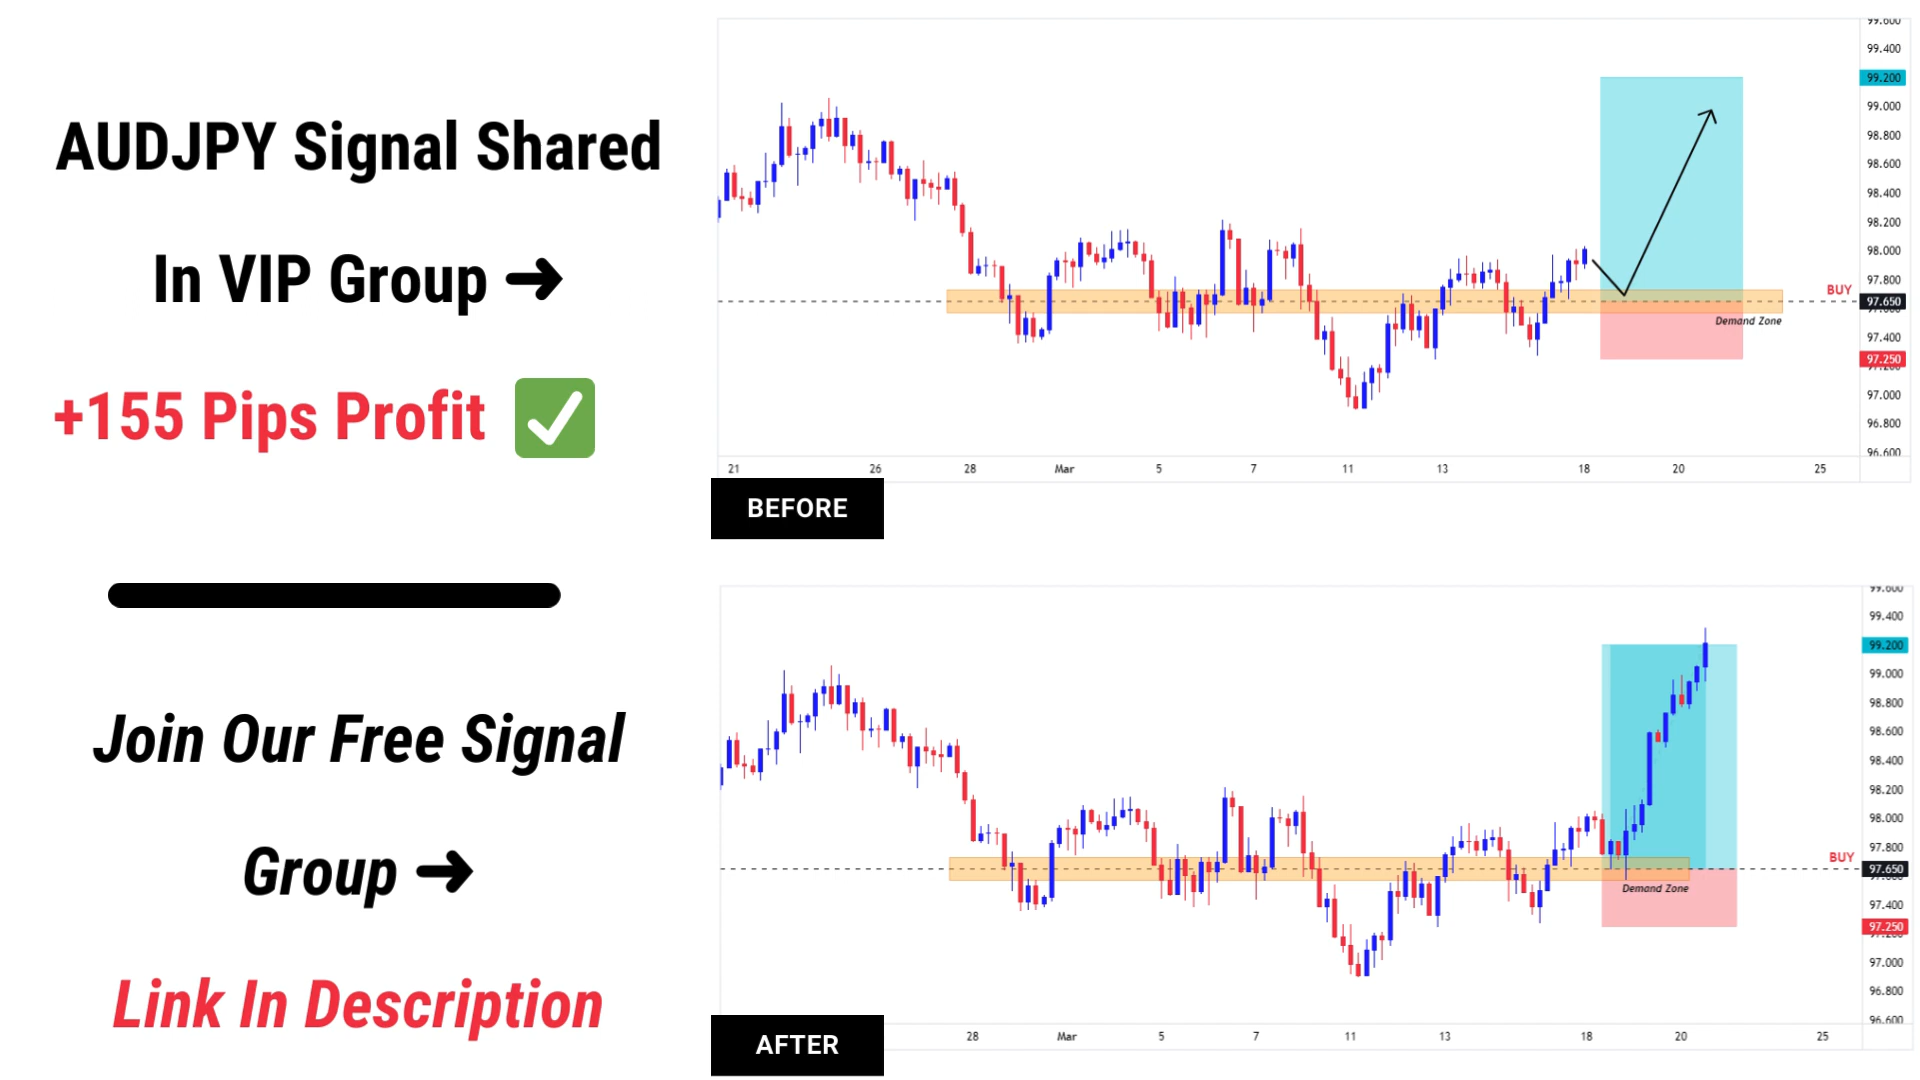 AUDJPY Signal Shared
In VIP Group ➜
+155 Pips Profit ✅
Join Our Free Signal
Group ➜
Link In Description
99.400
99.200
99.000
98.800
98.600
98.400
98.200
98.000
97.800
BUY
97.650
Demand Zone
97.400
97.250
97.000
96.800
96.600
21 26 28 Mar 5 7 11 13 18 20 25
BEFORE
99.400
99.200
99.000
98.800
98.600
98.400
98.200
98.000
97.800
BUY
97.650
Demand Zone
97.400
97.250
97.000
96.800
96.600
28 Mar 5 7 11 13 18 20 25
AFTER